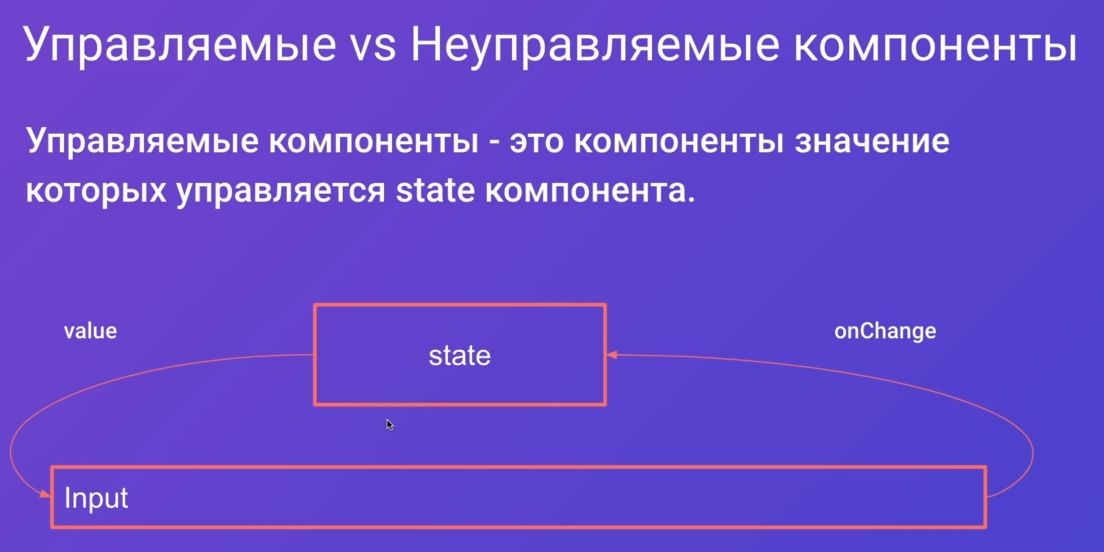 Управляемые vs Неуправляемые компоненты
Управляемые компоненты - это компоненты значение
которых управляется state компонента.
value
onChange
state
Input